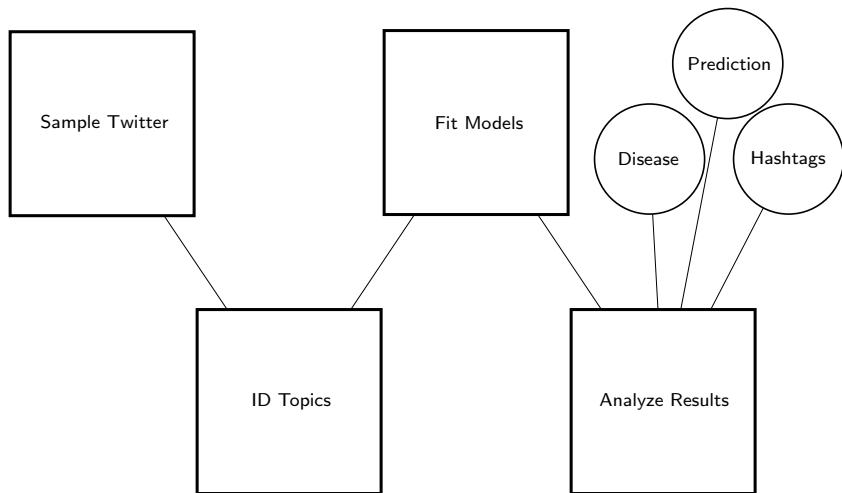 Sample Twitter
Fit Models
Prediction
Disease
Hashtags
ID Topics
Analyze Results